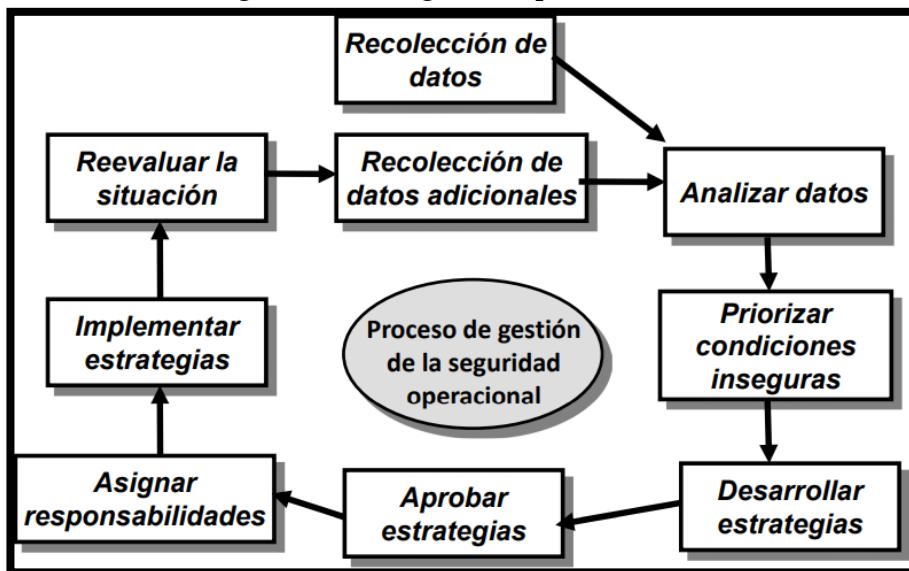 Recolección de
datos
Reevaluar la
situación
Recolección de
datos adicionales
Analizar datos
Implementar
estrategias
Proceso de gestión
de la seguridad
operacional
Priorizar
condiciones
inseguras
Asignar
responsabilidades
Aprobar
estrategias
Desarrollar
estrategias